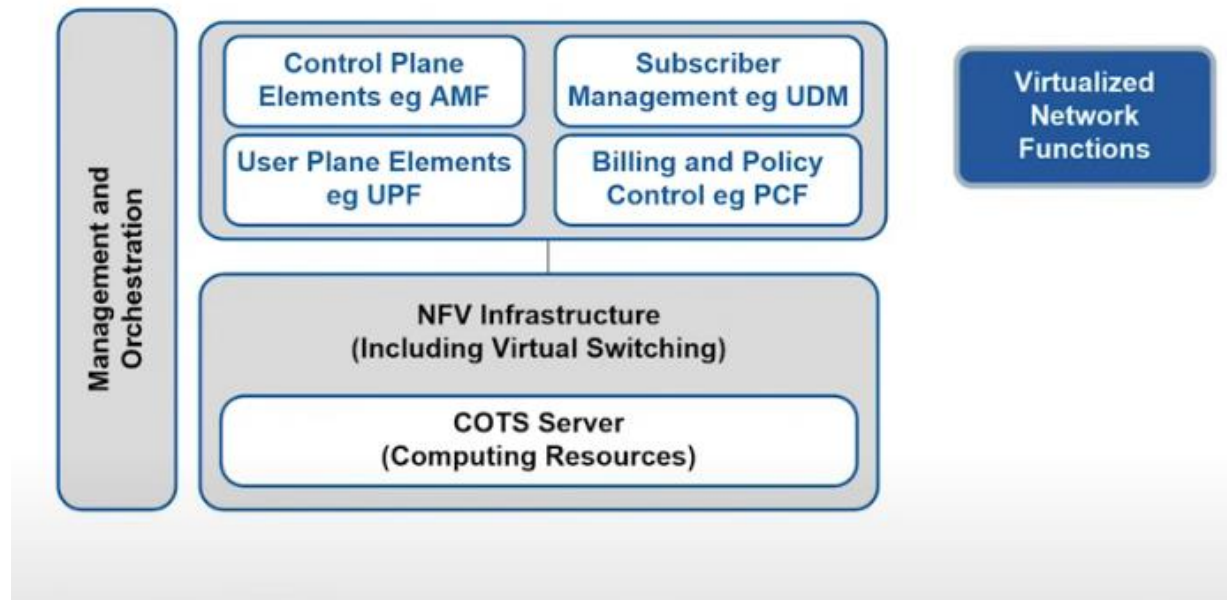 Management and
Orchestration
Control Plane
Elements eg AMF
Subscriber
Management eg UDM
User Plane Elements
eg UPF
Billing and Policy
Control eg PCF
Virtualized
Network
Functions
NFV Infrastructure
(Including Virtual Switching)
COTS Server
(Computing Resources)